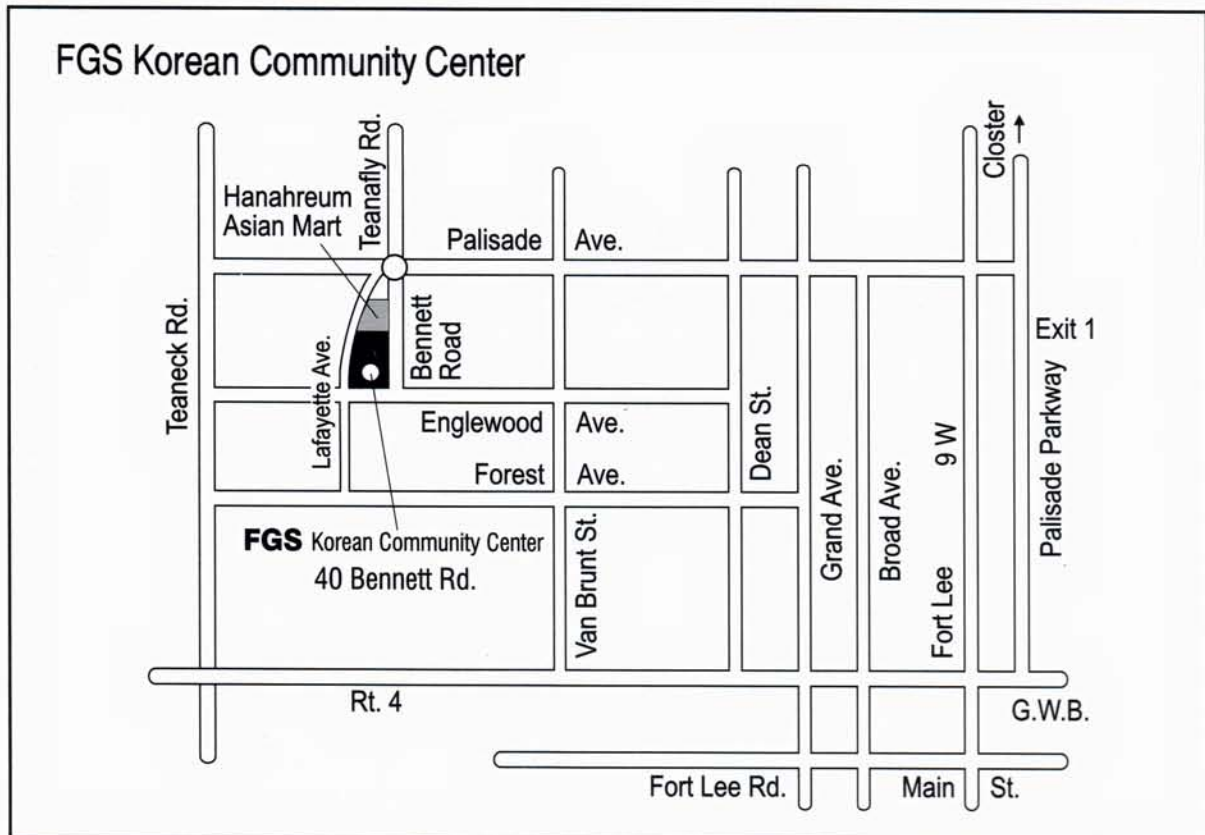 FGS Korean Community Center
Closter
Teanafly Rd.
Hanahreum
Asian Mart
Palisade Ave.
Teaneck Rd.
Lafayette Ave.
Bennett
Road
Exit 1
Palisade Parkway
Englewood Ave.
Forest Ave.
Dean St.
Grand Ave.
Broad Ave.
Fort Lee 9 W
FGS Korean Community Center
40 Bennett Rd.
Van Brunt St.
Rt. 4
G.W.B.
Fort Lee Rd.
Main St.